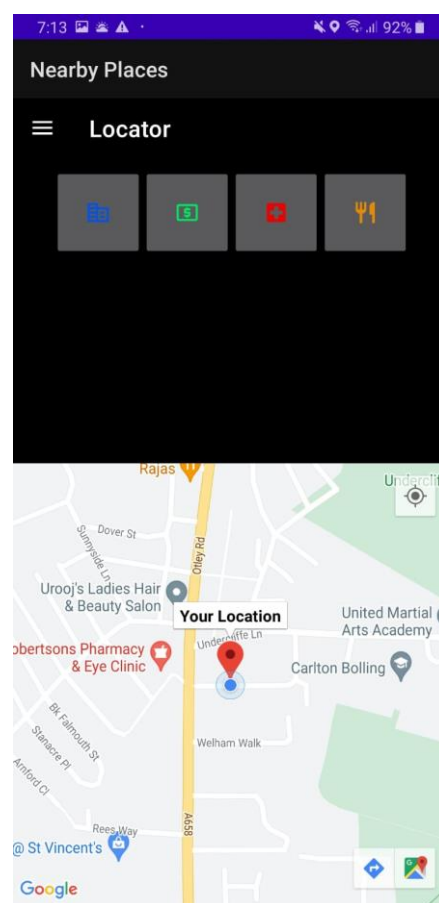 7:13
92%
Nearby Places
Locator
Rajas
Underclif
Dover St
Sunnyside Ln
Otley Rd
Urooj's Ladies Hair
& Beauty Salon
Your Location
United Martial
Arts Academy
Undercliffe Ln
obertsons Pharmacy
& Eye Clinic
Carlton Bolling
Bk Falmouth St
Stanacre Pl
Amford Cl
Welham Walk
Rees Way
A658
@ St Vincent's
Google